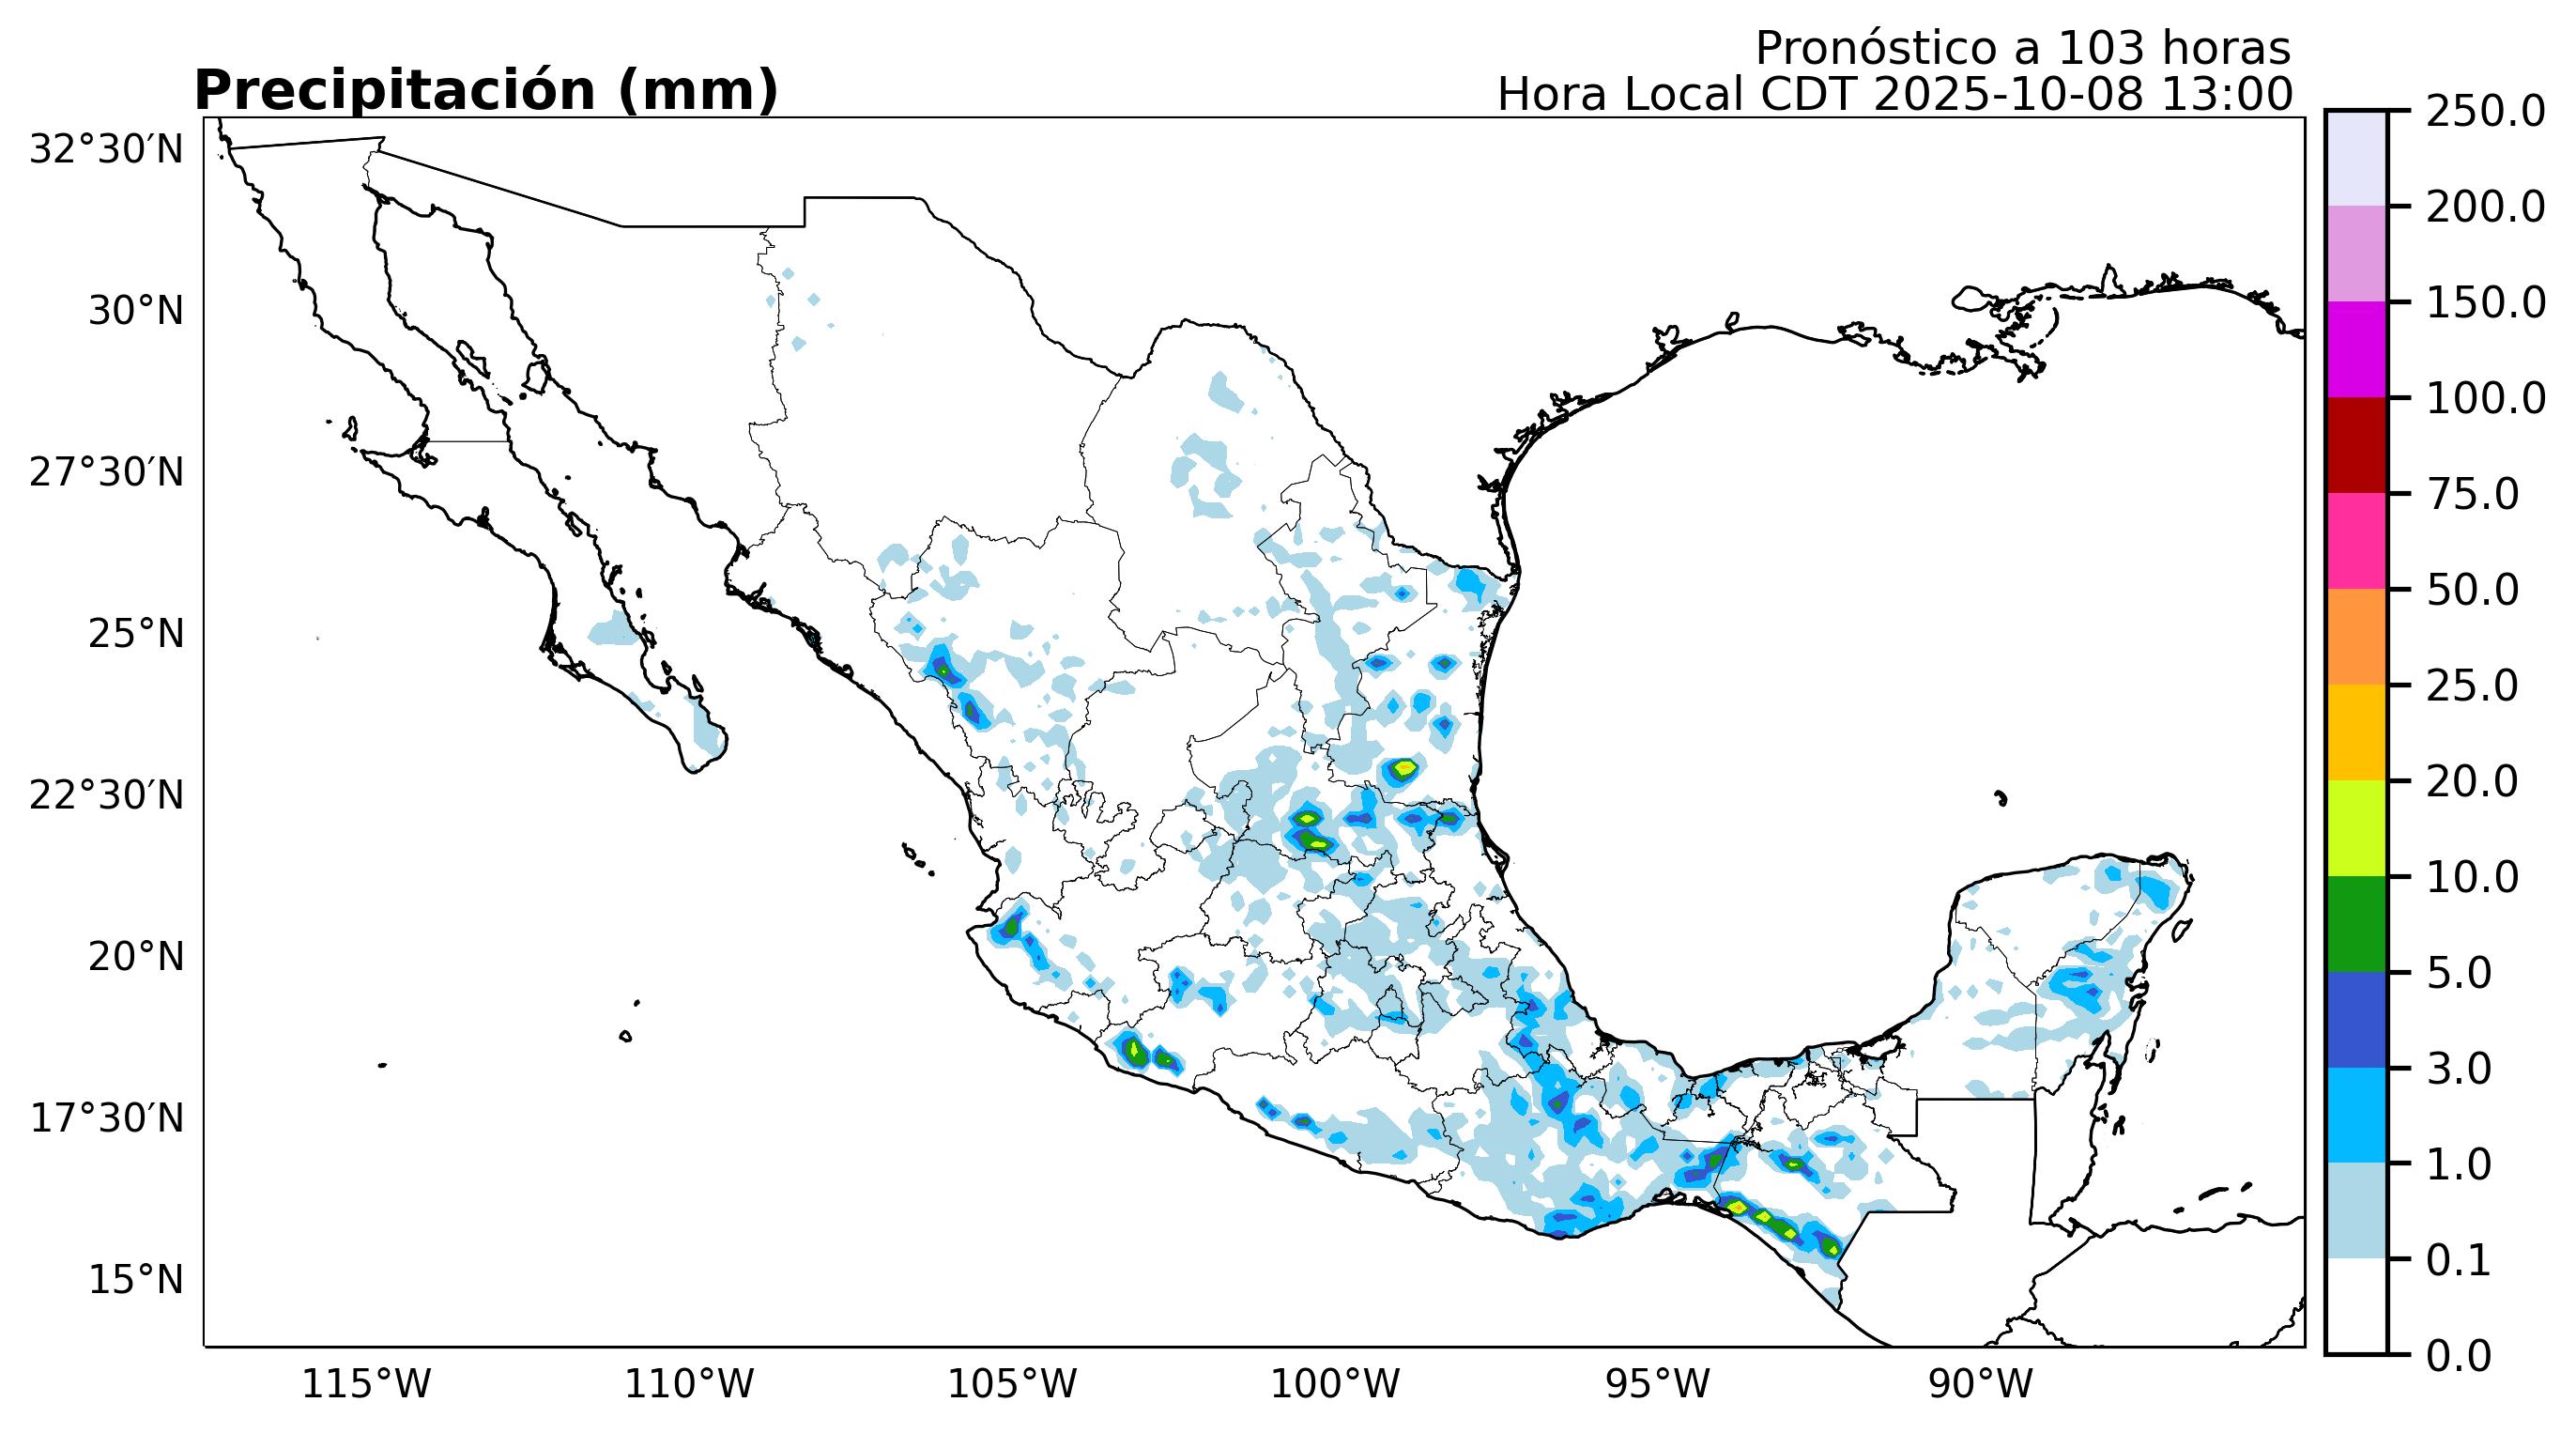 Pronóstico a 103 horas
Precipitación (mm)
Hora Local CDT 2025-10-08 13:00
32°30′N
30°N
27°30′N
25°N
22°30′N
20°N
17°30′N
15°N
115°W
110°W
105°W
100°W
95°W
90°W
250.0
200.0
150.0
100.0
75.0
50.0
25.0
20.0
10.0
5.0
3.0
1.0
0.1
0.0